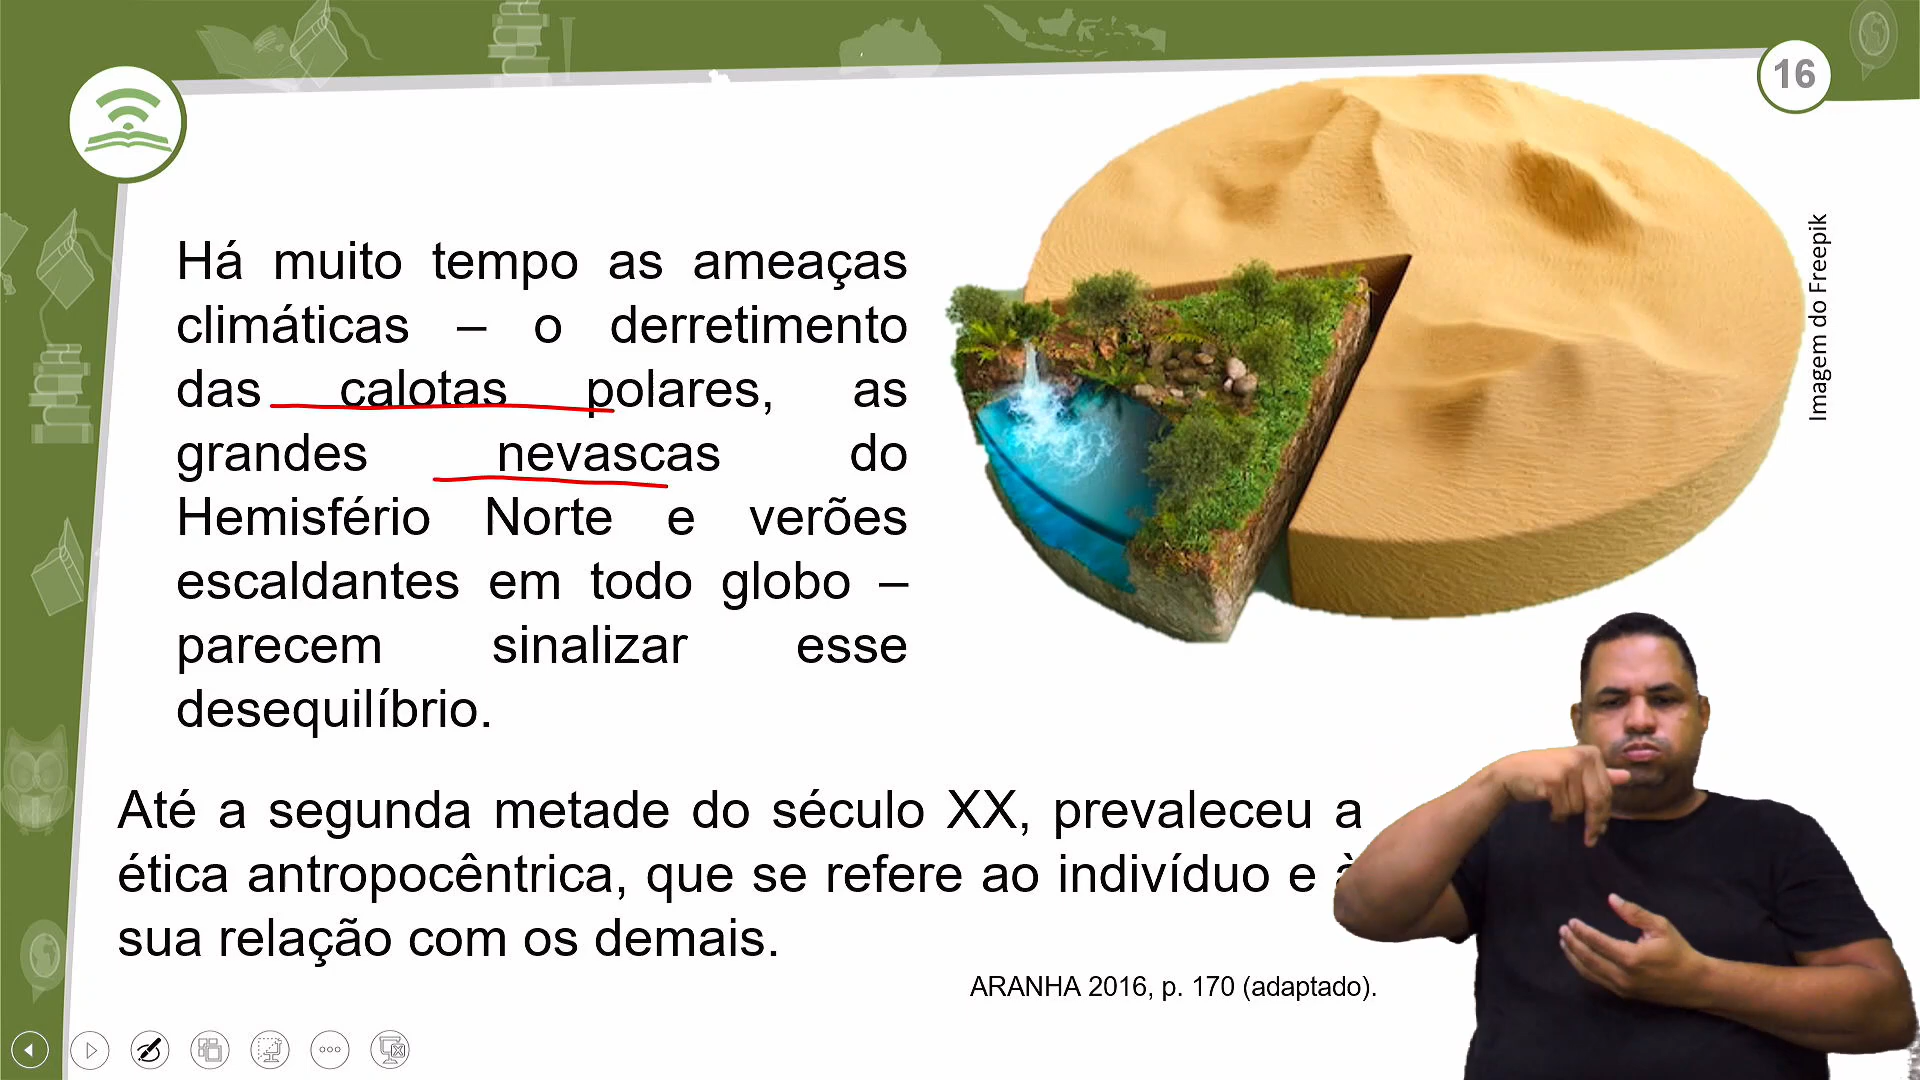 16
Há muito tempo as ameaças
climáticas – o derretimento
das calotas polares, as
grandes nevascas do
Hemisfério Norte e verões
escaldantes em todo globo –
parecem sinalizar esse
desequilíbrio.
Imagem do Freepik
Até a segunda metade do século XX, prevaleceu a
ética antropocêntrica, que se refere ao indivíduo e à
sua relação com os demais.
ARANHA 2016, p. 170 (adaptado).